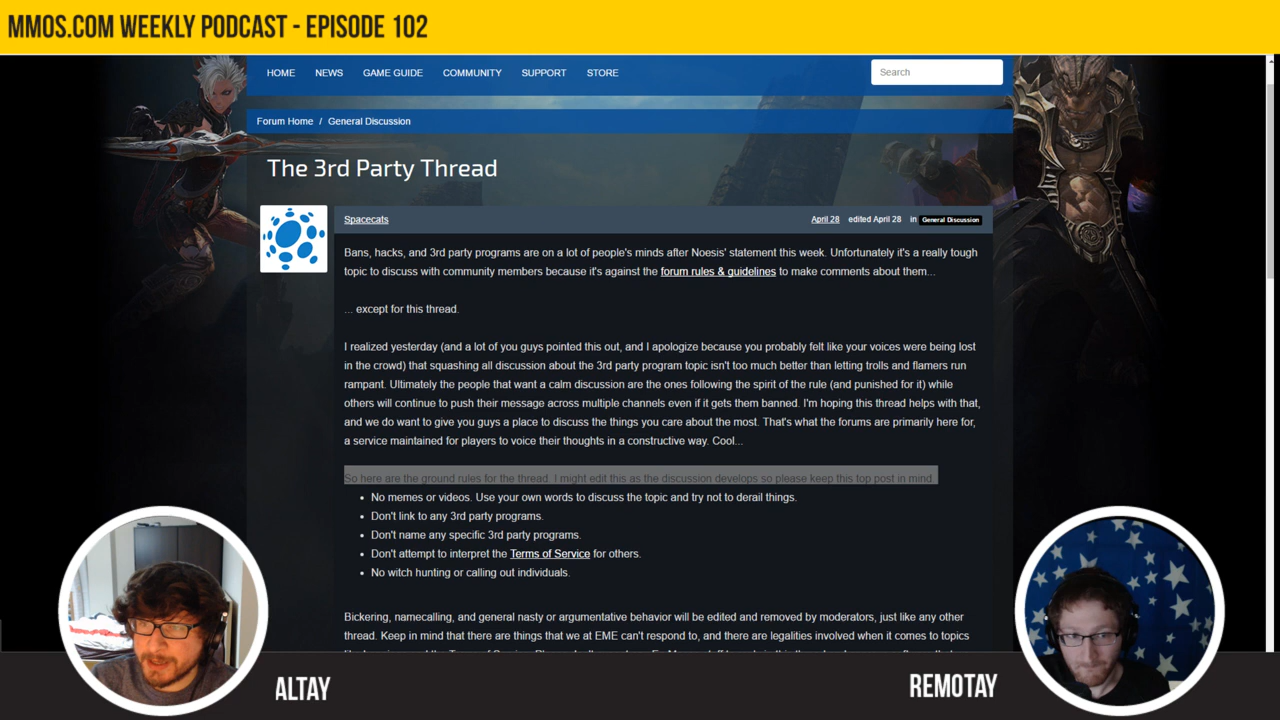 MMOS.COM WEEKLY PODCAST - EPISODE 102
HOME NEWS GAME GUIDE COMMUNITY SUPPORT STORE Search
Forum Home / General Discussion
The 3rd Party Thread
Spacecats April 28 edited April 28 in General Discussion
Bans, hacks, and 3rd party programs are on a lot of people's minds after Noesis' statement this week. Unfortunately it's a really tough
topic to discuss with community members because it's against the forum rules & guidelines to make comments about them...
... except for this thread.
I realized yesterday (and a lot of you guys pointed this out, and I apologize because you probably felt like your voices were being lost
in the crowd) that squashing all discussion about the 3rd party program topic isn't too much better than letting trolls and flamers run
rampant. Ultimately the people that want a calm discussion are the ones following the spirit of the rule (and punished for it) while
others will continue to push their message across multiple channels even if it gets them banned. I'm hoping this thread helps with that,
and we do want to give you guys a place to discuss the things you care about the most. That's what the forums are primarily here for,
a service maintained for players to voice their thoughts in a constructive way. Cool...
So here are the ground rules for the thread. I might edit this as the discussion develops so please keep this top post in mind
• No memes or videos. Use your own words to discuss the topic and try not to derail things.
• Don't link to any 3rd party programs.
• Don't name any specific 3rd party programs.
• Don't attempt to interpret the Terms of Service for others.
• No witch hunting or calling out individuals.
Bickering, namecalling, and general nasty or argumentative behavior will be edited and removed by moderators, just like any other
thread. Keep in mind that there are things that we at EME can't respond to, and there are legalities involved when it comes to topics
ALTAY
REMOTAY